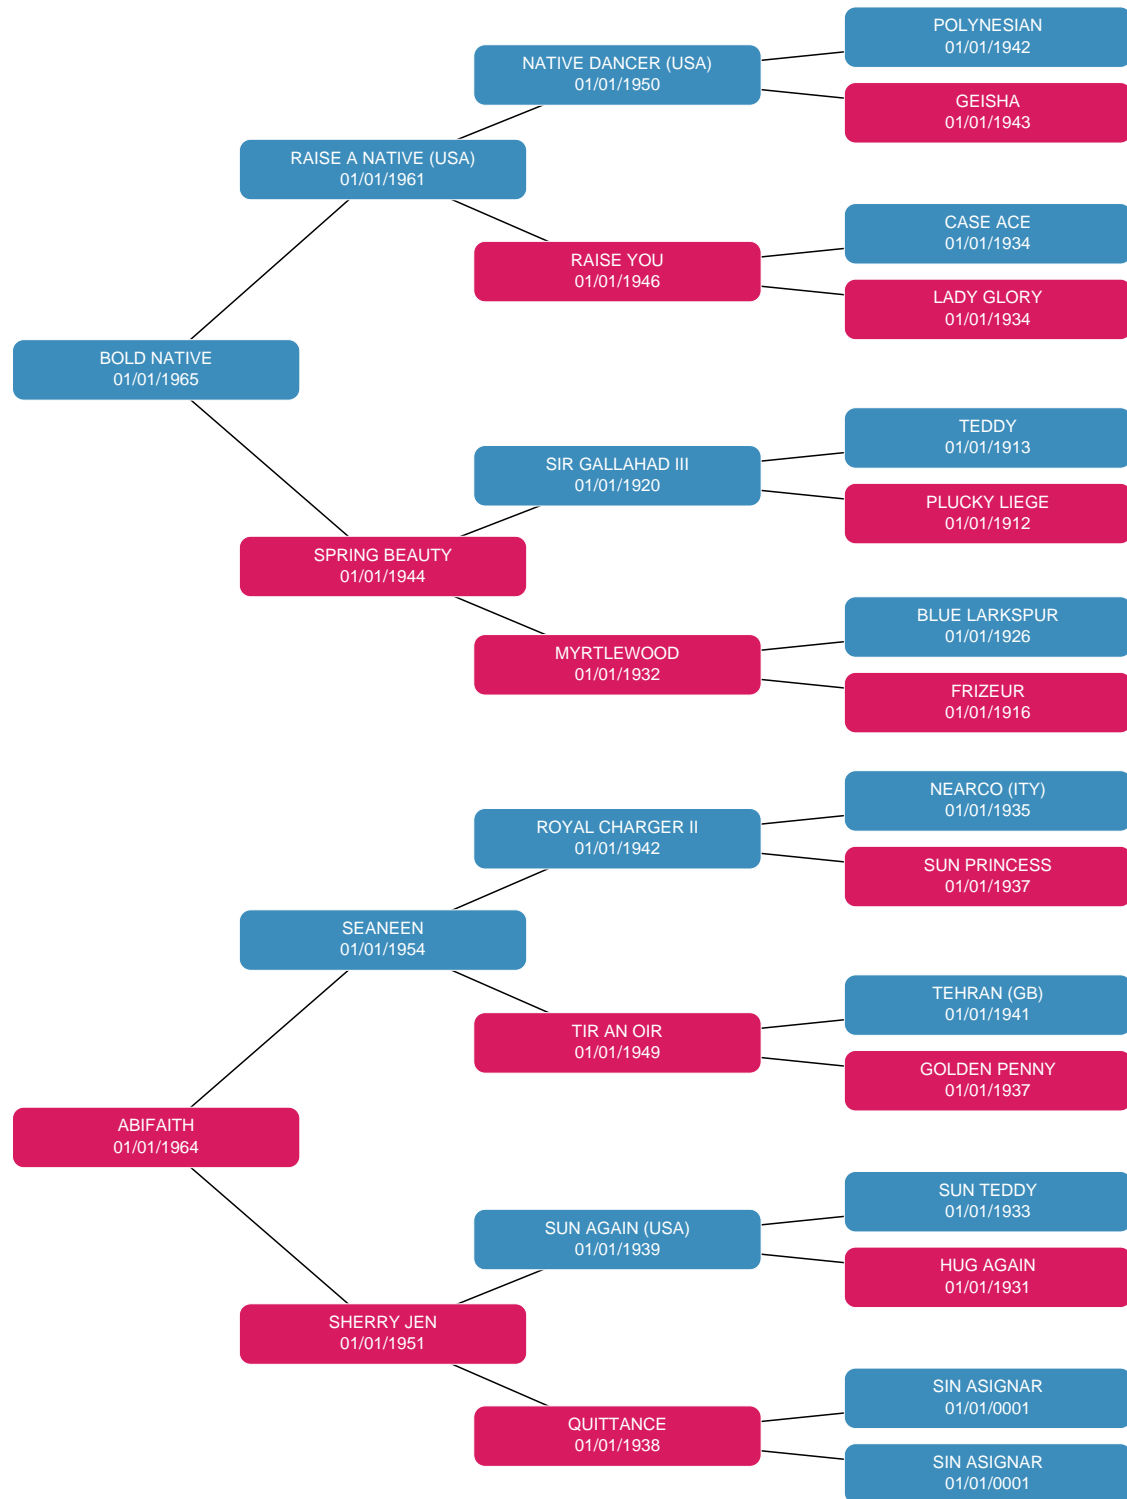 POLYNESIAN
01/01/1942
NATIVE DANCER (USA)
01/01/1950
GEISHA
01/01/1943
RAISE A NATIVE (USA)
01/01/1961
CASE ACE
01/01/1934
RAISE YOU
01/01/1946
LADY GLORY
01/01/1934
BOLD NATIVE
01/01/1965
TEDDY
01/01/1913
SIR GALLAHAD III
01/01/1920
PLUCKY LIEGE
01/01/1912
SPRING BEAUTY
01/01/1944
BLUE LARKSPUR
01/01/1926
MYRTLEWOOD
01/01/1932
FRIZEUR
01/01/1916
NEARCO (ITY)
01/01/1935
ROYAL CHARGER II
01/01/1942
SUN PRINCESS
01/01/1937
SEANEEN
01/01/1954
TEHRAN (GB)
01/01/1941
TIR AN OIR
01/01/1949
GOLDEN PENNY
01/01/1937
ABIFAITH
01/01/1964
SUN TEDDY
01/01/1933
SUN AGAIN (USA)
01/01/1939
HUG AGAIN
01/01/1931
SHERRY JEN
01/01/1951
SIN ASIGNAR
01/01/0001
QUITTANCE
01/01/1938
SIN ASIGNAR
01/01/0001